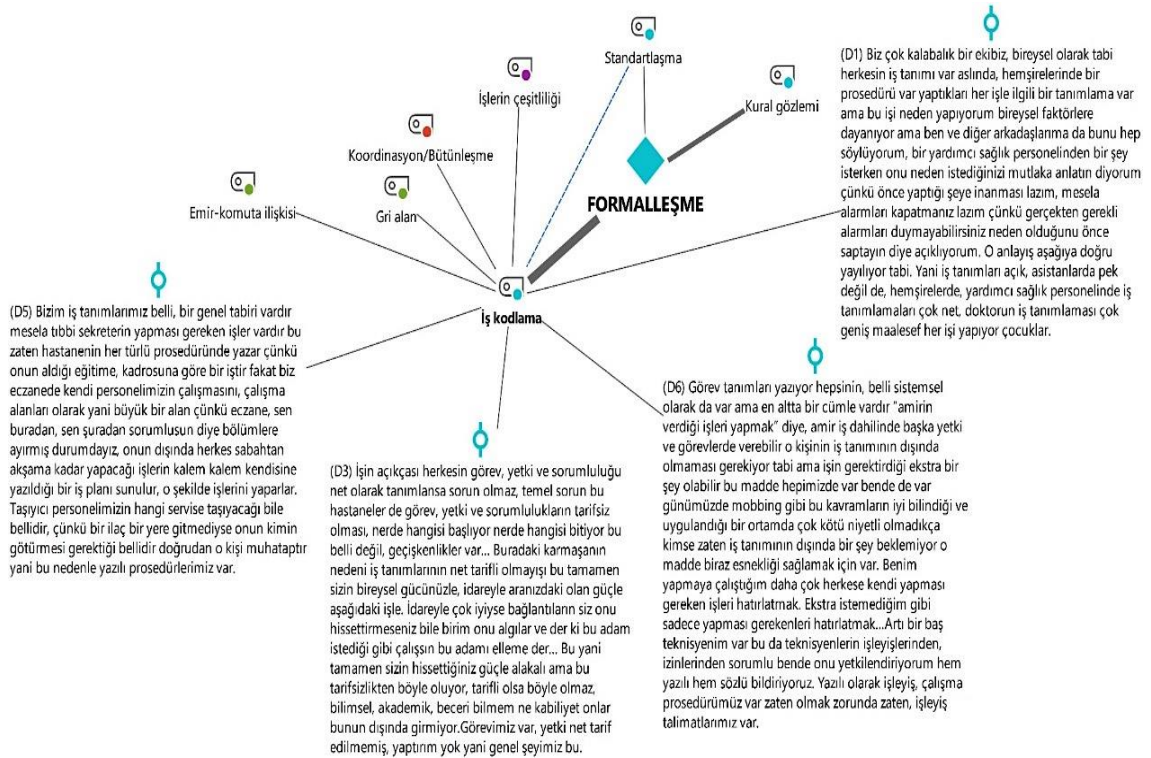 Standartlaşma
Kural gözlemi
İşlerin çeşitliliği
Koordinasyon/Bütünleşme
Gri alan
Emir-komuta ilişkisi
FORMALLEŞME
İş kodlama
(D1) Biz çok kalabalık bir ekibiz, bireysel olarak tabi
herkesin iş tanımı var aslında, hemşirelerinde bir
prosedürü var yaptıkları her işle ilgili bir tanımlama var
ama bu işi neden yapıyorum bireysel faktörlere
dayanıyor ama ben ve diğer arkadaşlarıma da bunu hep
söylüyorum, bir yardımcı sağlık personelinden bir şey
isterken onu neden istediğinizi mutlaka anlatın diyorum
çünkü önce yaptığı şeye inanması lazım, mesela
alarmları kapatmanız lazım çünkü gerçekten gerekli
alarmları duymayabilirsiniz neden olduğunu önce
saptayın diye açıklıyorum. O anlayış aşağıya doğru
yayılıyor tabi. Yani iş tanımları açık, asistanlarda pek
değil de, hemşirelerde, yardımcı sağlık personelinde iş
tanımlamaları çok net, doktorun iş tanımlaması çok
geniş maalesef her işi yapıyor çocuklar.
(D5) Bizim iş tanımlarımız belli, bir genel tabiri vardır
mesela tıbbi sekreterin yapması gereken işler vardır bu
zaten hastanenin her türlü prosedüründe yazar çünkü
onun aldığı eğitime, kadrosuna göre bir iştir fakat biz
eczanede kendi personelimizin çalışmasını, çalışma
alanları olarak yani büyük bir alan çünkü eczane, sen
buradan, sen şuradan sorumlusun diye bölümlere
ayırmış durumdayız, onun dışında herkes sabahtan
akşama kadar yapacağı işlerin kalem kalem kendisine
yazıldığı bir iş planı sunulur, o şekilde işlerini yaparlar.
Taşıyıcı personelimizin hangi servise taşıyacağı bile
bellidir, çünkü bir ilaç bir yere gitmediyse onun kimin
götürmesi gerektiği bellidir doğrudan o kişi muhataptır
yani bu nedenle yazılı prosedürlerimiz var.
(D3) İşin açıkçası herkesin görev, yetki ve sorumluluğu
net olarak tanımlansa sorun olmaz, temel sorun bu
hastaneler de görev, yetki ve sorumlulukların tarifsiz
olması, nerde hangisi başlıyor nerde hangisi bitiyor bu
belli değil, geçişkenlikler var... Buradaki karmaşanın
nedeni iş tanımlarının net tarifli olmayışı bu tamamen
sizin bireysel gücünüzle, idareyle aranızdaki olan güçle
aşağıdaki işle. İdareyle çok iyiyse bağlantıların siz onu
hissettirmeseniz bile birim onu algılar ve der ki bu adam
istediği gibi çalışsın bu adamı elleme der... Bu yani
tamamen sizin hissettiğiniz güçle alakalı ama bu
tarifsizlikten böyle oluyor, tarifli olsa böyle olmaz,
bilimsel, akademik, beceri bilmem ne kabiliyet onlar
bunun dışında girmiyor.Görevimiz var, yetki net tarif
edilmemiş, yaptırım yok yani genel şeyimiz bu.
(D6) Görev tanımları yazıyor hepsinin, belli sistemsel
olarak da var ama en altta bir cümle vardır "amirin
verdiği işleri yapmak" diye, amir iş dahilinde başka yetki
ve görevlerde verebilir o kişinin iş tanımının dışında
olmaması gerekiyor tabi ama işin gerektirdiği ekstra bir
şey olabilir bu madde hepimizde var bende de var
günümüzde mobbing gibi bu kavramların iyi bilindiği ve
uygulandığı bir ortamda çok kötü niyetli olmadıkça
kimse zaten iş tanımının dışında bir şey beklemiyor o
madde biraz esnekliği sağlamak için var. Benim
yapmaya çalıştığım daha çok herkese kendi yapması
gereken işleri hatırlatmak. Ekstra istemediğim gibi
sadece yapması gerekenleri hatırlatmak...Artı bir baş
teknisyenim var bu da teknisyenlerin işleyişlerinden,
izinlerinden sorumlu bende onu yetkilendiriyorum hem
yazılı hem sözlü bildiriyoruz. Yazılı olarak işleyiş, çalışma
prosedürümüz var zaten olmak zorunda zaten, işleyiş
talimatlarımız var.